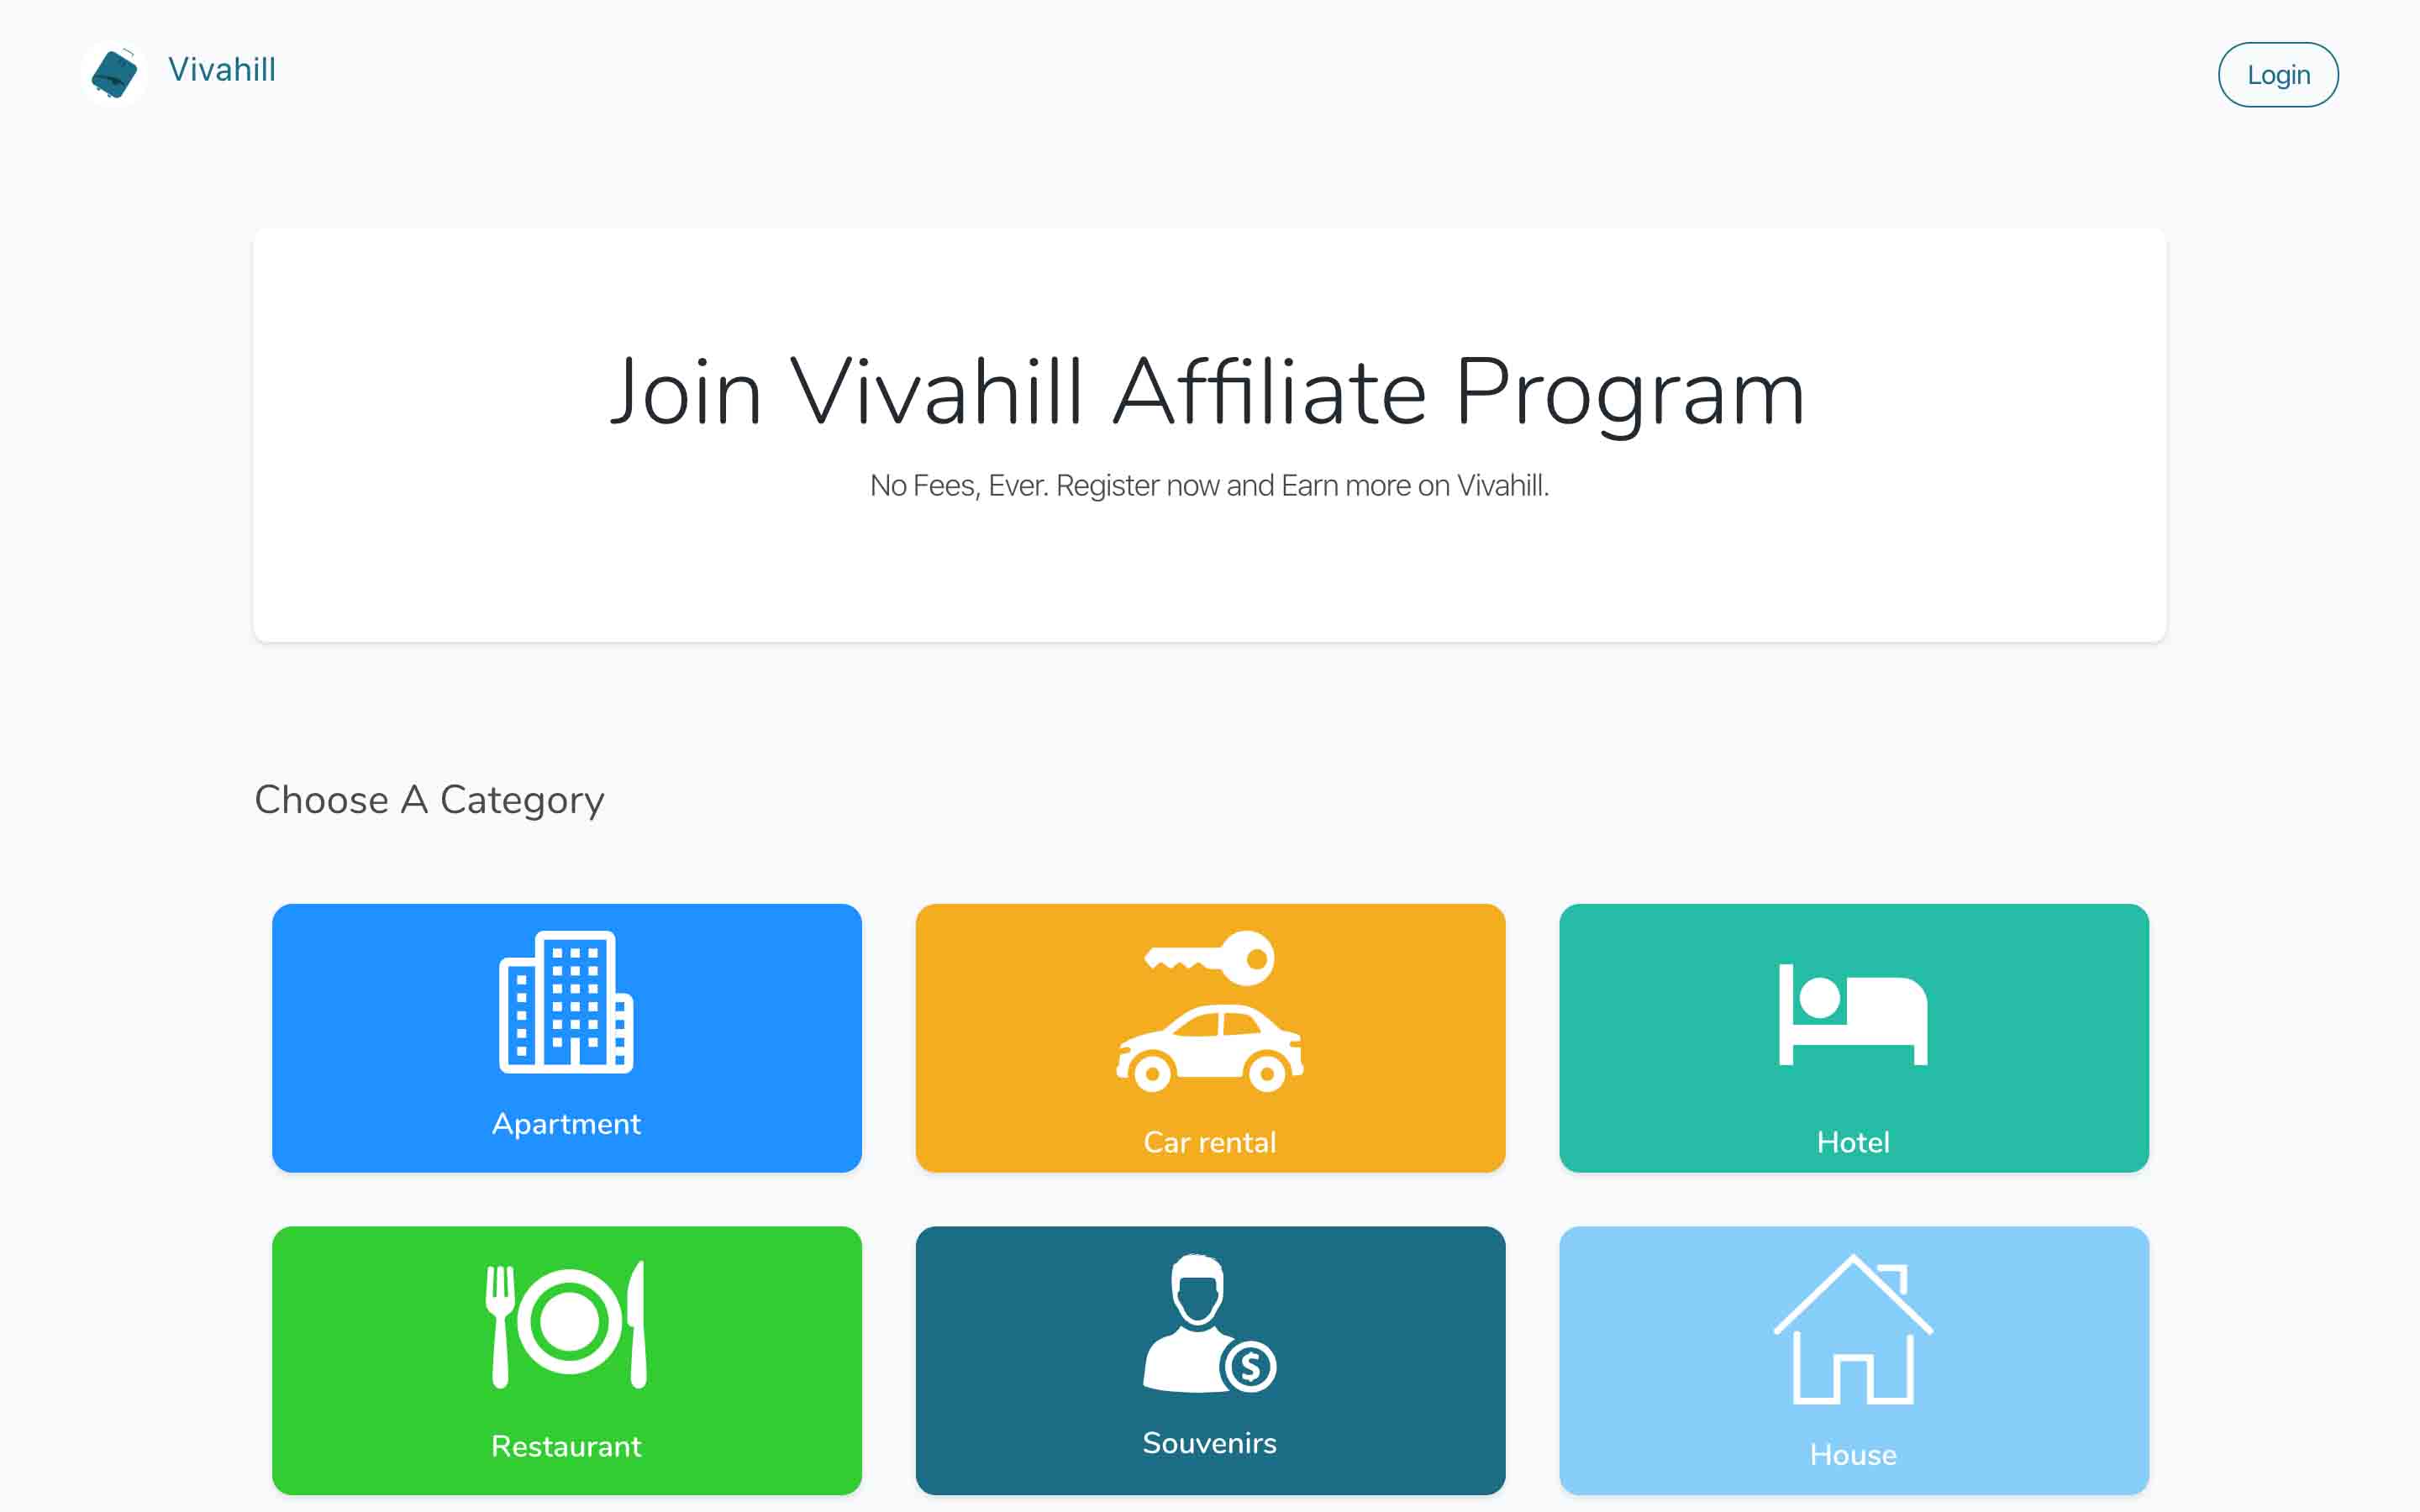 Vivahill
Login
Join Vivahill Affiliate Program
No Fees, Ever. Register now and Earn more on Vivahill.
Choose A Category
Apartment
Car rental
Hotel
$
Restaurant
Souvenirs
House